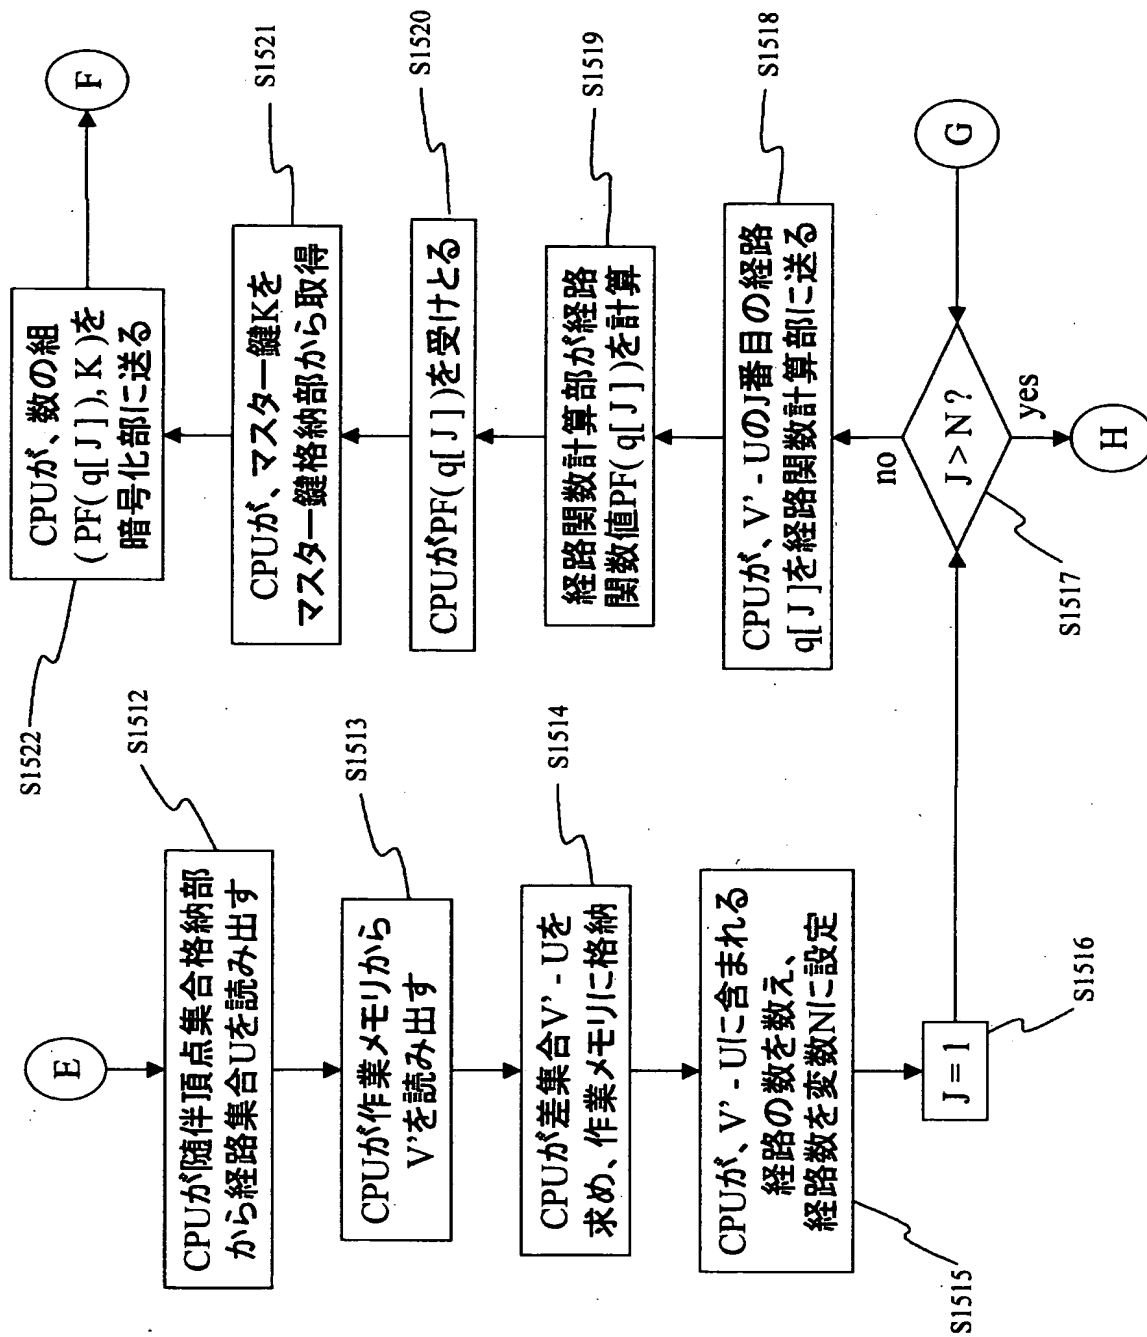 E
CPUが随伴頂点集合格納部
から経路集合Uを読み出す
S1512
CPUが作業メモリから
V'を読み出す
S1513
CPUが差集合V' - Uを
求め、作業メモリに格納
S1514
CPUが、V' - Uに含まれる
経路の数を数え、
経路数を変数Nに設定
S1515
J = 1
S1516
J > N ?
S1517
yes
H
no
G
CPUが、V' - UのJ番目の経路
q[ J ]を経路関数計算部に送る
S1518
経路関数計算部が経路
関数値PF( q[ J ] )を計算
S1519
CPUがPF( q[ J ] )を受けとる
S1520
CPUが、マスター鍵Kを
マスター鍵格納部から取得
S1521
CPUが、数の組
( PF( q[ J ] ), K )を
暗号化部に送る
S1522
F